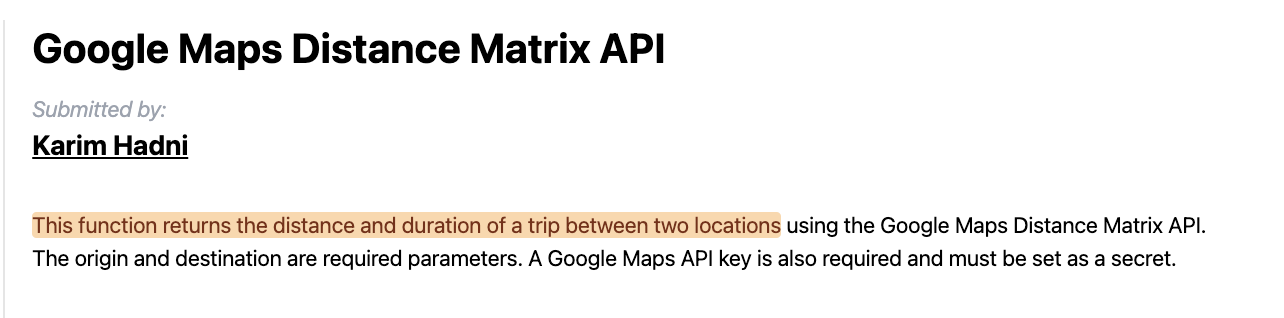 Google Maps Distance Matrix API
Submitted by:
Karim Hadni
This function returns the distance and duration of a trip between two locations using the Google Maps Distance Matrix API.
The origin and destination are required parameters. A Google Maps API key is also required and must be set as a secret.